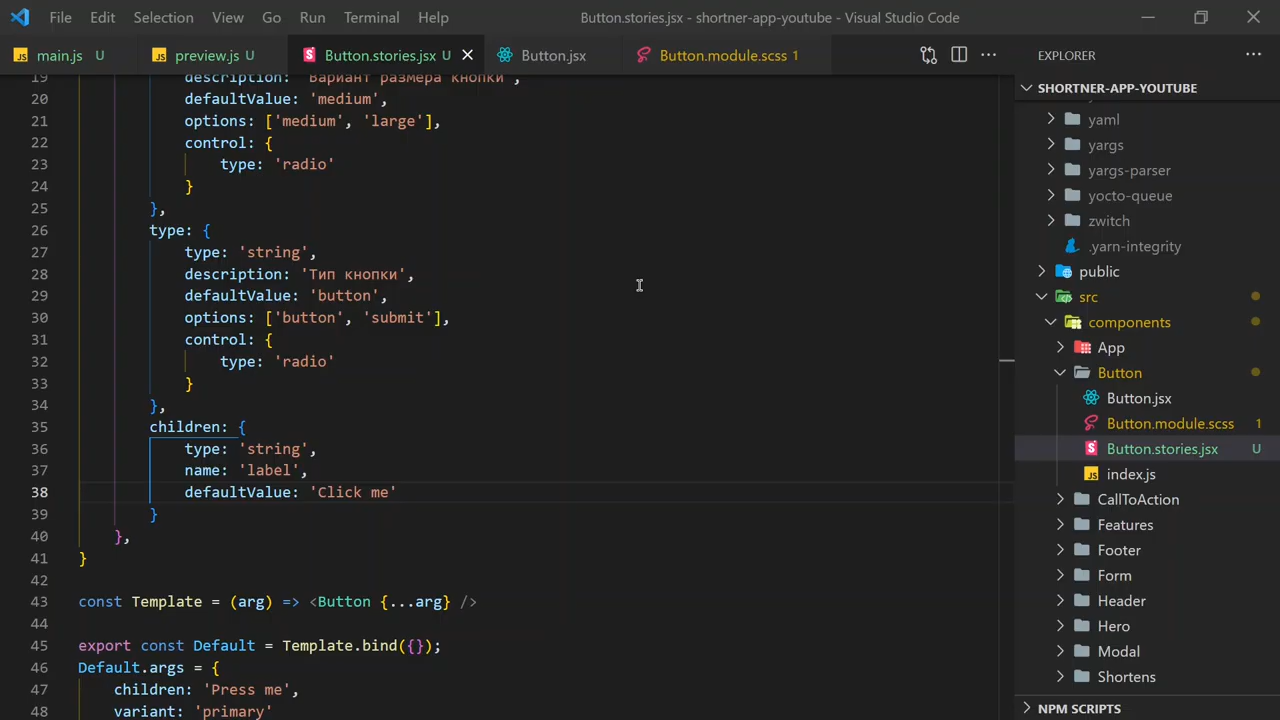 File Edit Selection View Go Run Terminal Help Button.stories.jsx - shortner-app-youtube - Visual Studio Code
JS main.js U JS preview.js U S Button.stories.jsx U Button.jsx Button.module.scss 1
EXPLORER
19 description: 'Вариант размера кнопки',
20 defaultValue: 'medium',
21 options: ['medium', 'large'],
22 control: {
23 type: 'radio'
24 }
25 },
26 type: {
27 type: 'string',
28 description: 'Тип кнопки',
29 defaultValue: 'button',
30 options: ['button', 'submit'],
31 control: {
32 type: 'radio'
33 }
34 },
35 children: {
36 type: 'string',
37 name: 'label',
38 defaultValue: 'Click me'
39 }
40 },
41 }
42
43 const Template = (arg) => <Button {...arg} />
44
45 export const Default = Template.bind({});
46 Default.args = {
47 children: 'Press me',
48 variant: 'primary'
SHORTNER-APP-YOUTUBE
yaml
yargs
yargs-parser
yocto-queue
zwitch
.yarn-integrity
public
src
components
App
Button
Button.jsx
Button.module.scss 1
S Button.stories.jsx U
JS index.js
CallToAction
Features
Footer
Form
Header
Hero
Modal
Shortens
NPM SCRIPTS